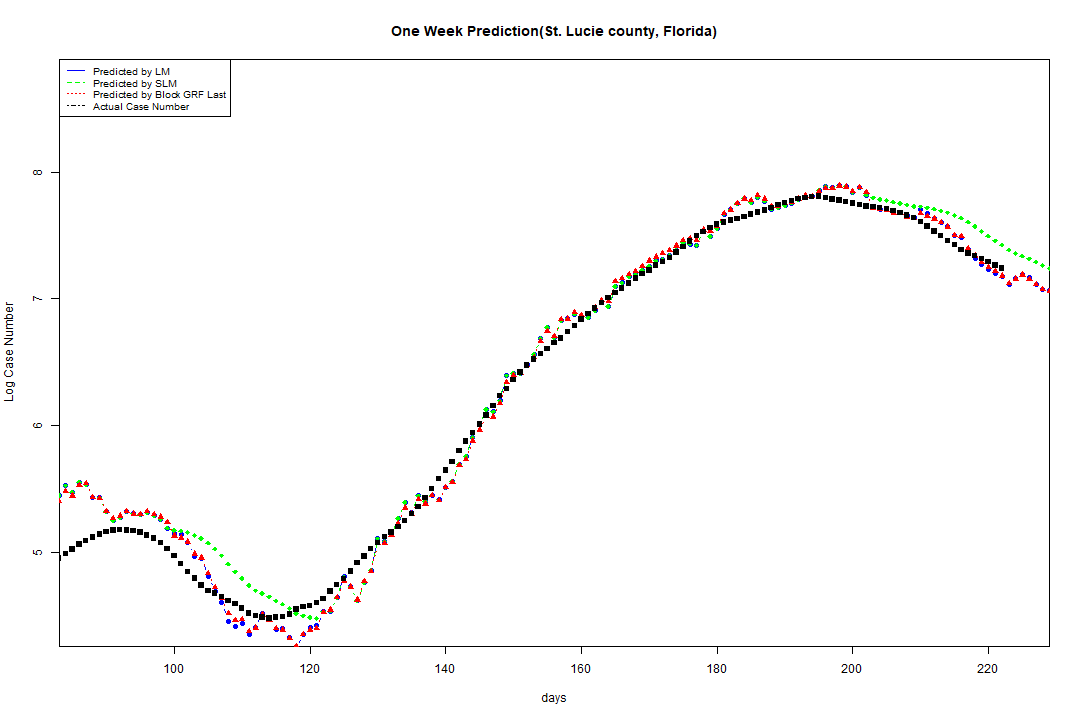 One Week Prediction(St. Lucie county, Florida)
Predicted by LM
Predicted by SLM
Predicted by Block GRF Last
Actual Case Number
8
7
6
5
Log Case Number
100 120 140 160 180 200 220
days